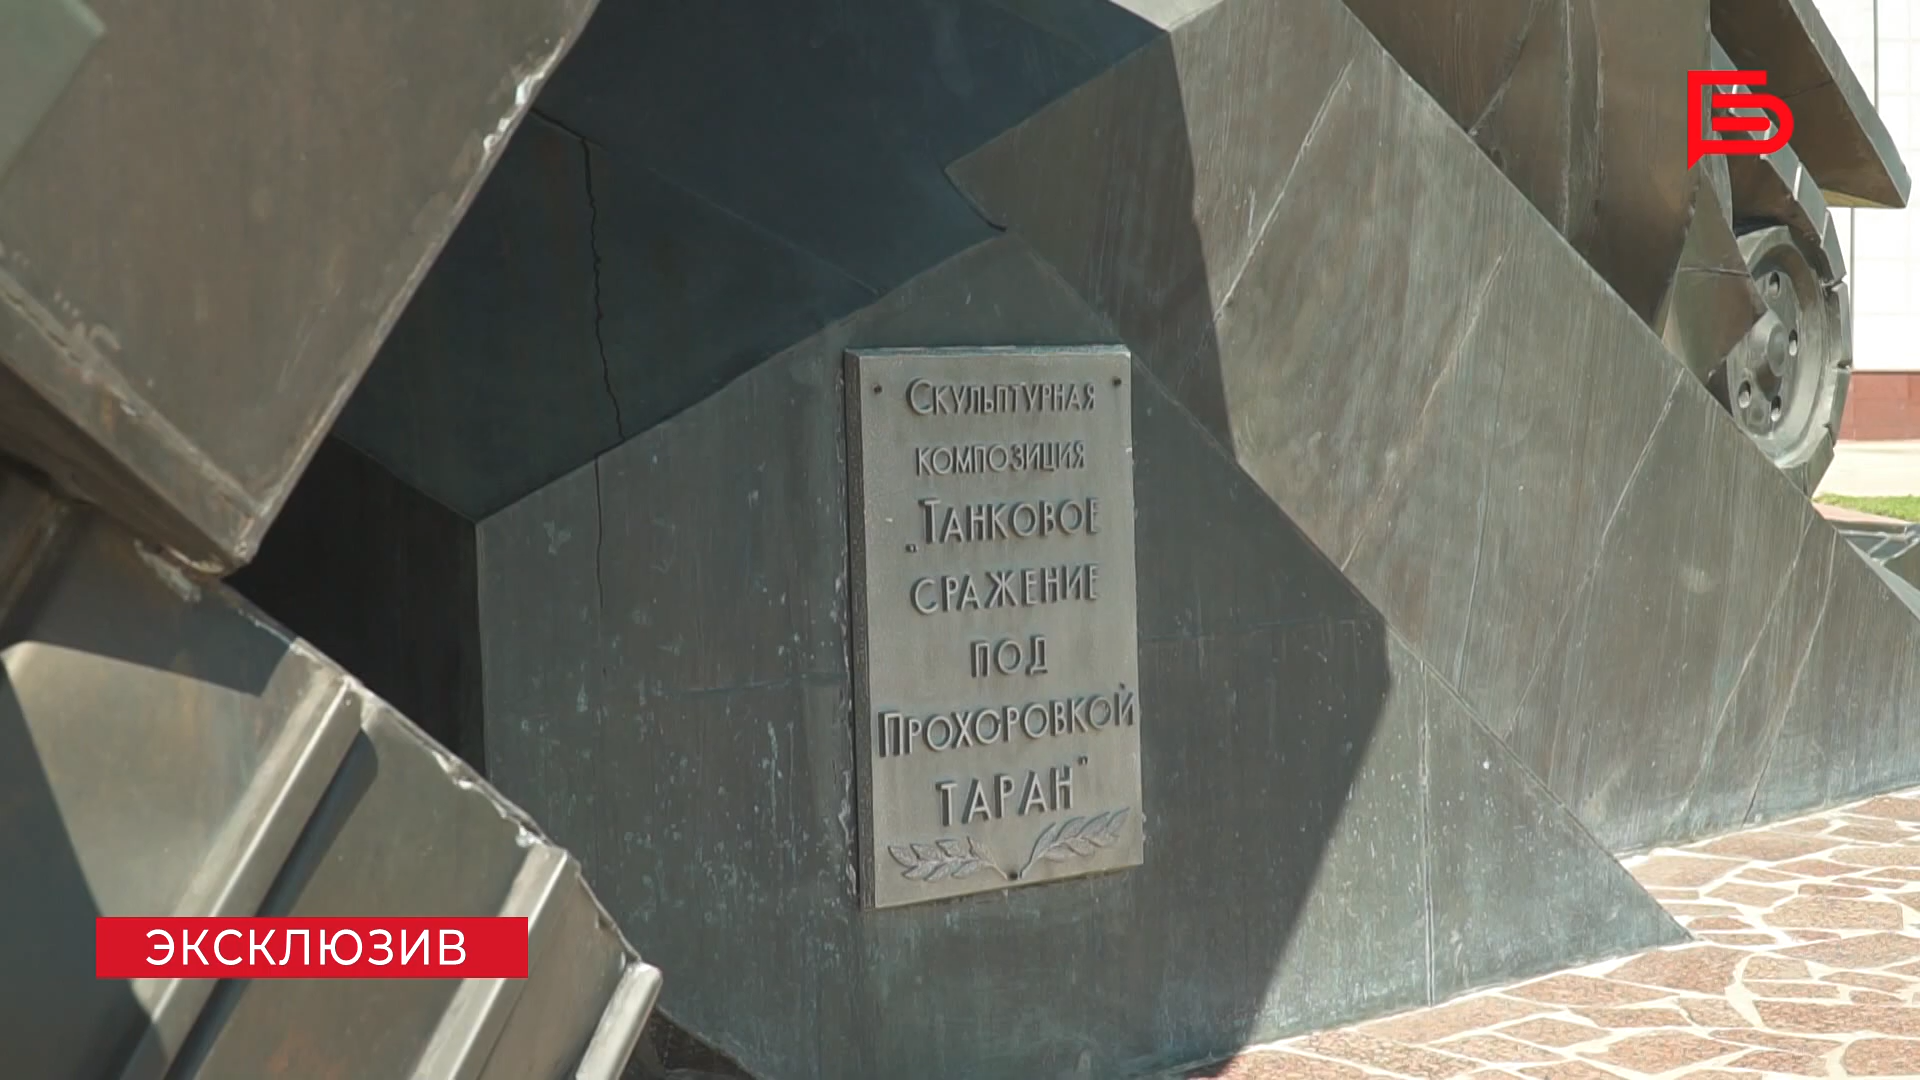 Скульптурная
композиция
„Танковое
сражение
под
Прохоровкой
Таран"
ЭКСКЛЮЗИВ
Б